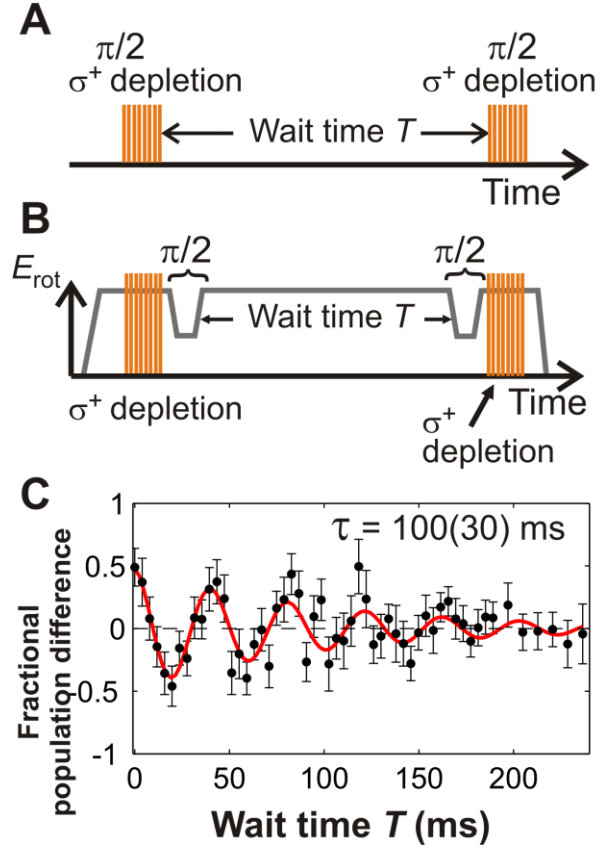 A
π/2 π/2
σ+ depletion σ+ depletion
Wait time T
Time
B
π/2 π/2
Erot
Wait time T
σ+ depletion
Time
σ+
depletion
C
τ = 100(30) ms
Fractional
population difference
1
0.5
0
-0.5
-1
0 50 100 150 200
Wait time T (ms)